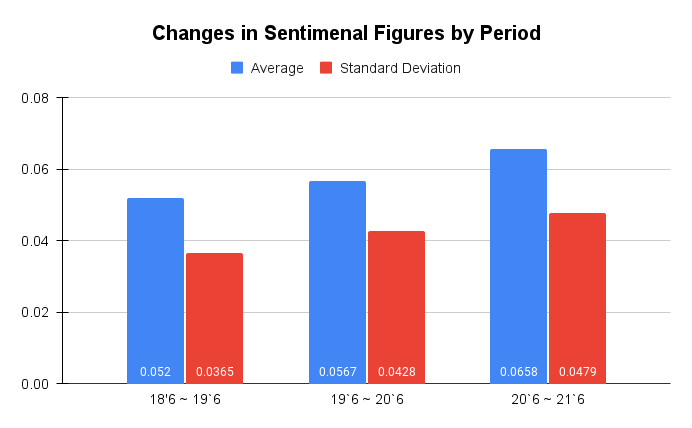 Changes in Sentimenal Figures by Period
Average Standard Deviation
0.08
0.06
0.04
0.02
0.00
0.052 0.0365 0.0567 0.0428 0.0658 0.0479
18'6 ~ 19`6 19`6 ~ 20`6 20`6 ~ 21`6